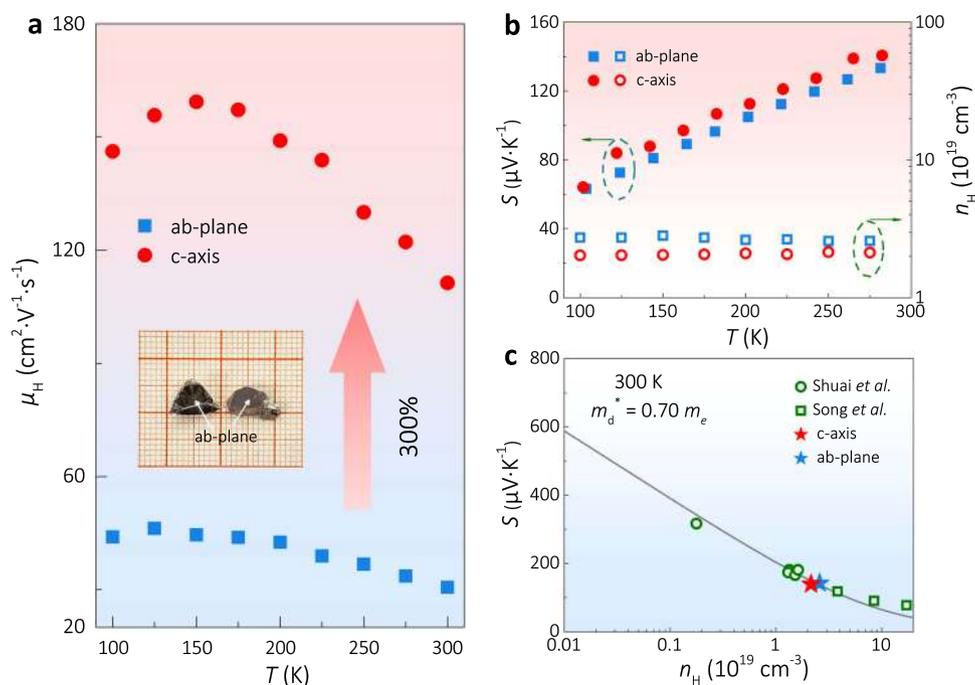 a
180
120
60
20
μH (cm2·V-1·s-1)
ab-plane
c-axis
300%
ab-plane
100 150 200 250 300
T (K)
b
160
120
80
40
0
S (μV·K-1)
ab-plane
c-axis
100
10
1
nH (1019 cm-3)
100 150 200 250 300
T (K)
c
800
600
400
200
0
S (μV·K-1)
300 K
md* = 0.70 me
Shuai et al.
Song et al.
c-axis
ab-plane
0.01 0.1 1 10
nH (1019 cm-3)